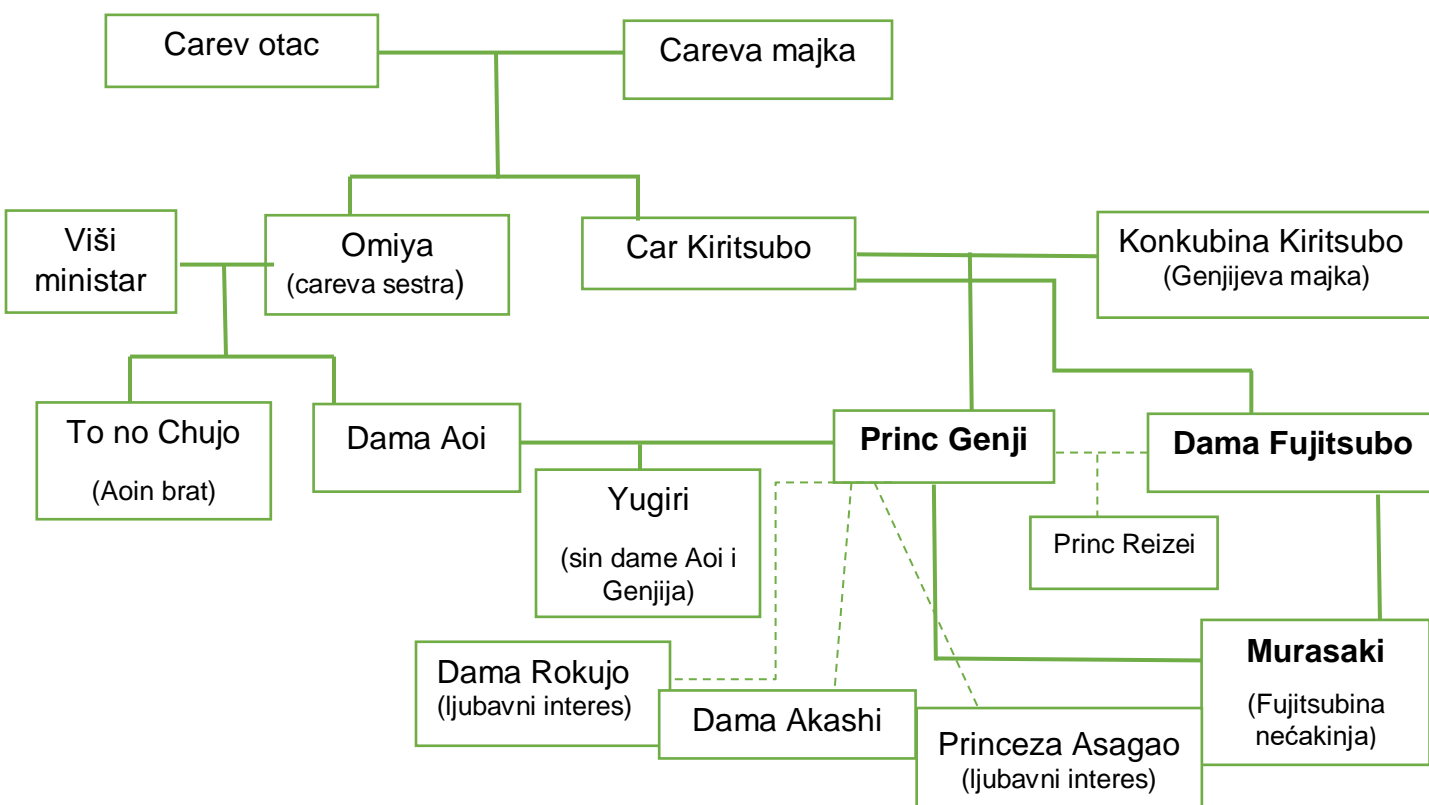 Carev otac
Careva majka
Viši
ministar
Omiya
(careva sestra)
Car Kiritsubo
Konkubina Kiritsubo
(Genjijeva majka)
To no Chujo
(Aoin brat)
Dama Aoi
Princ Genji
Dama Fujitsubo
Yugiri
(sin dame Aoi i
Genjija)
Princ Reizei
Dama Rokujo
(ljubavni interes)
Dama Akashi
Princeza Asagao
(ljubavni interes)
Murasaki
(Fujitsubina
nećakinja)